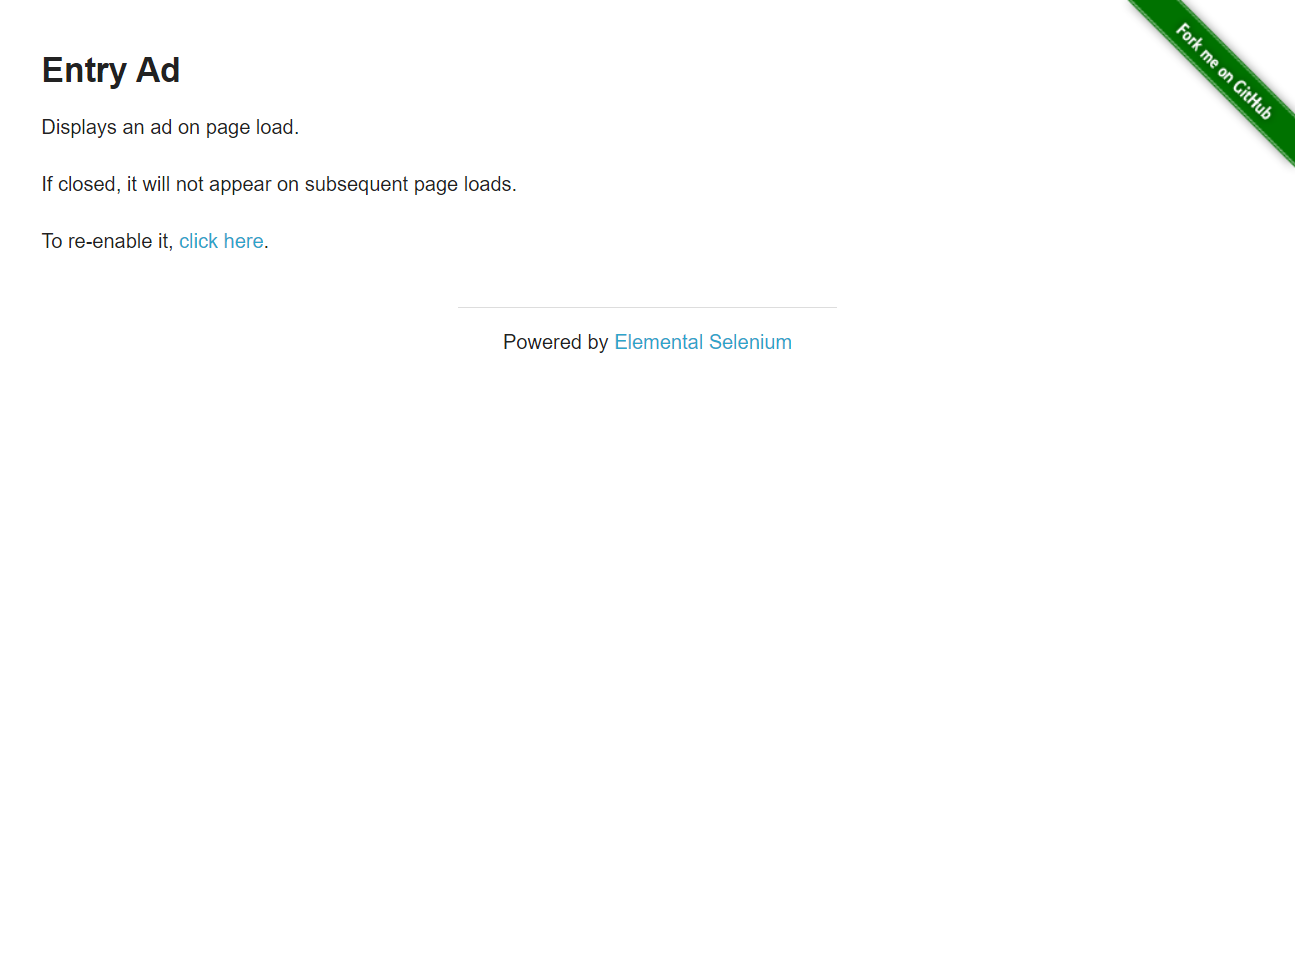 Fork me on GitHub
Entry Ad
Displays an ad on page load.
If closed, it will not appear on subsequent page loads.
To re-enable it, click here.
Powered by Elemental Selenium